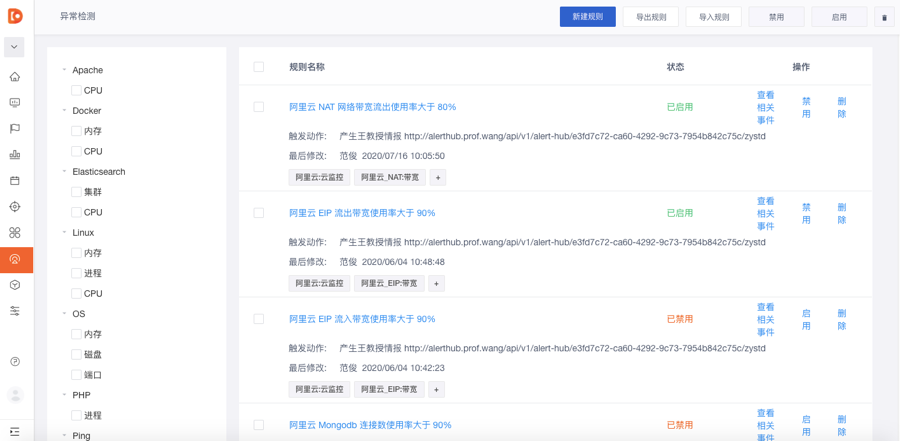 异常检测
新建规则
导出规则
导入规则
禁用
启用
Apache
CPU
Docker
内存
CPU
Elasticsearch
集群
CPU
Linux
内存
进程
CPU
OS
内存
磁盘
端口
PHP
进程
Ping
规则名称 状态 操作
阿里云 NAT 网络带宽流出使用率大于 80% 已启用
查看
相关
事件
禁
用
删
除
触发动作: 产生王教授情报 http://alerthub.prof.wang/api/v1/alert-hub/e3fd7c72-ca60-4292-9c73-7954b842c75c/zystd
最后修改: 范俊 2020/07/16 10:05:50
阿里云:云监控 阿里云_NAT:带宽 +
阿里云 EIP 流出带宽使用率大于 90% 已启用
查看
相关
事件
禁
用
删
除
触发动作: 产生王教授情报 http://alerthub.prof.wang/api/v1/alert-hub/e3fd7c72-ca60-4292-9c73-7954b842c75c/zystd
最后修改: 范俊 2020/06/04 10:48:48
阿里云:云监控 阿里云_EIP:带宽 +
阿里云 EIP 流入带宽使用率大于 90% 已禁用
查看
相关
事件
启
用
删
除
触发动作: 产生王教授情报 http://alerthub.prof.wang/api/v1/alert-hub/e3fd7c72-ca60-4292-9c73-7954b842c75c/zystd
最后修改: 范俊 2020/06/04 10:42:23
阿里云:云监控 阿里云_EIP:带宽 +
阿里云 Mongodb 连接数使用率大于 90% 已禁用
查看
相关
事件
启
用
删
除